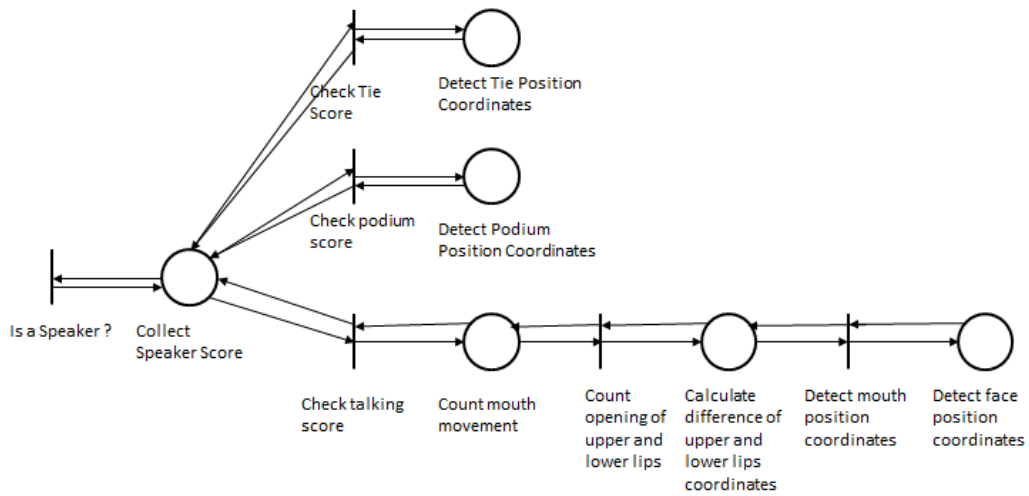 Check Tie
Score
Detect Tie Position
Coordinates
Check podium
score
Detect Podium
Position Coordinates
Is a Speaker ?
Collect
Speaker Score
Check talking
score
Count mouth
movement
Count
opening of
upper and
lower lips
Calculate
difference of
upper and
lower lips
coordinates
Detect mouth
position
coordinates
Detect face
position
coordinates